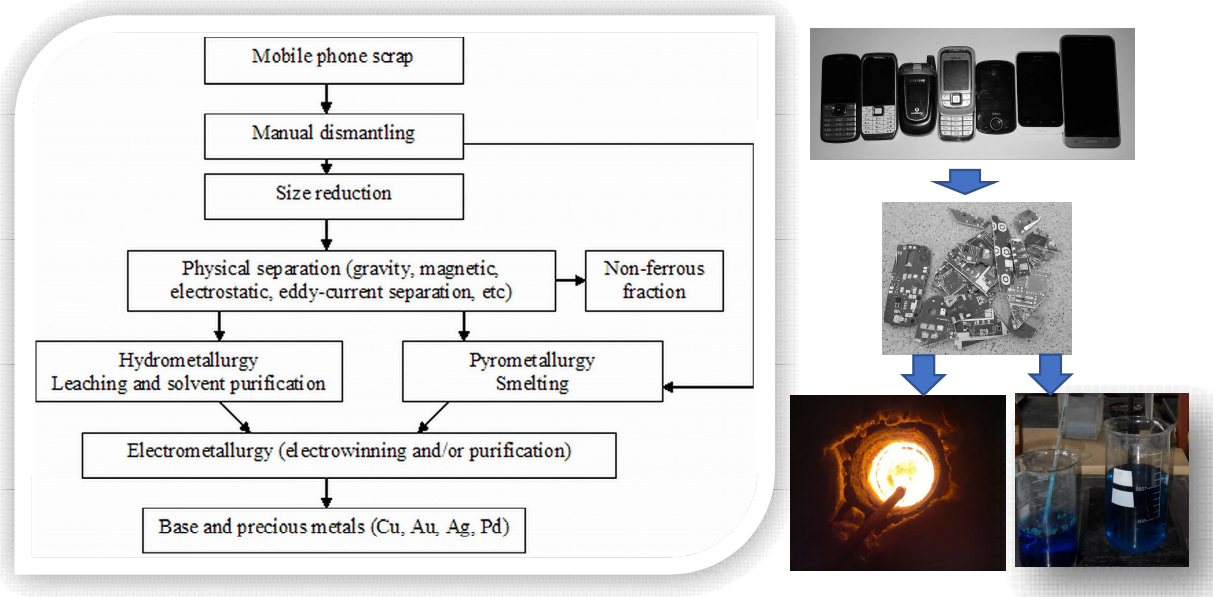 Mobile phone scrap
Manual dismantling
Size reduction
Physical separation (gravity, magnetic,
electrostatic, eddy-current separation, etc)
Non-ferrous
fraction
Hydrometallurgy
Leaching and solvent purification
Pyrometallurgy
Smelting
Electrometallurgy (electrowinning and/or purification)
Base and precious metals (Cu, Au, Ag, Pd)